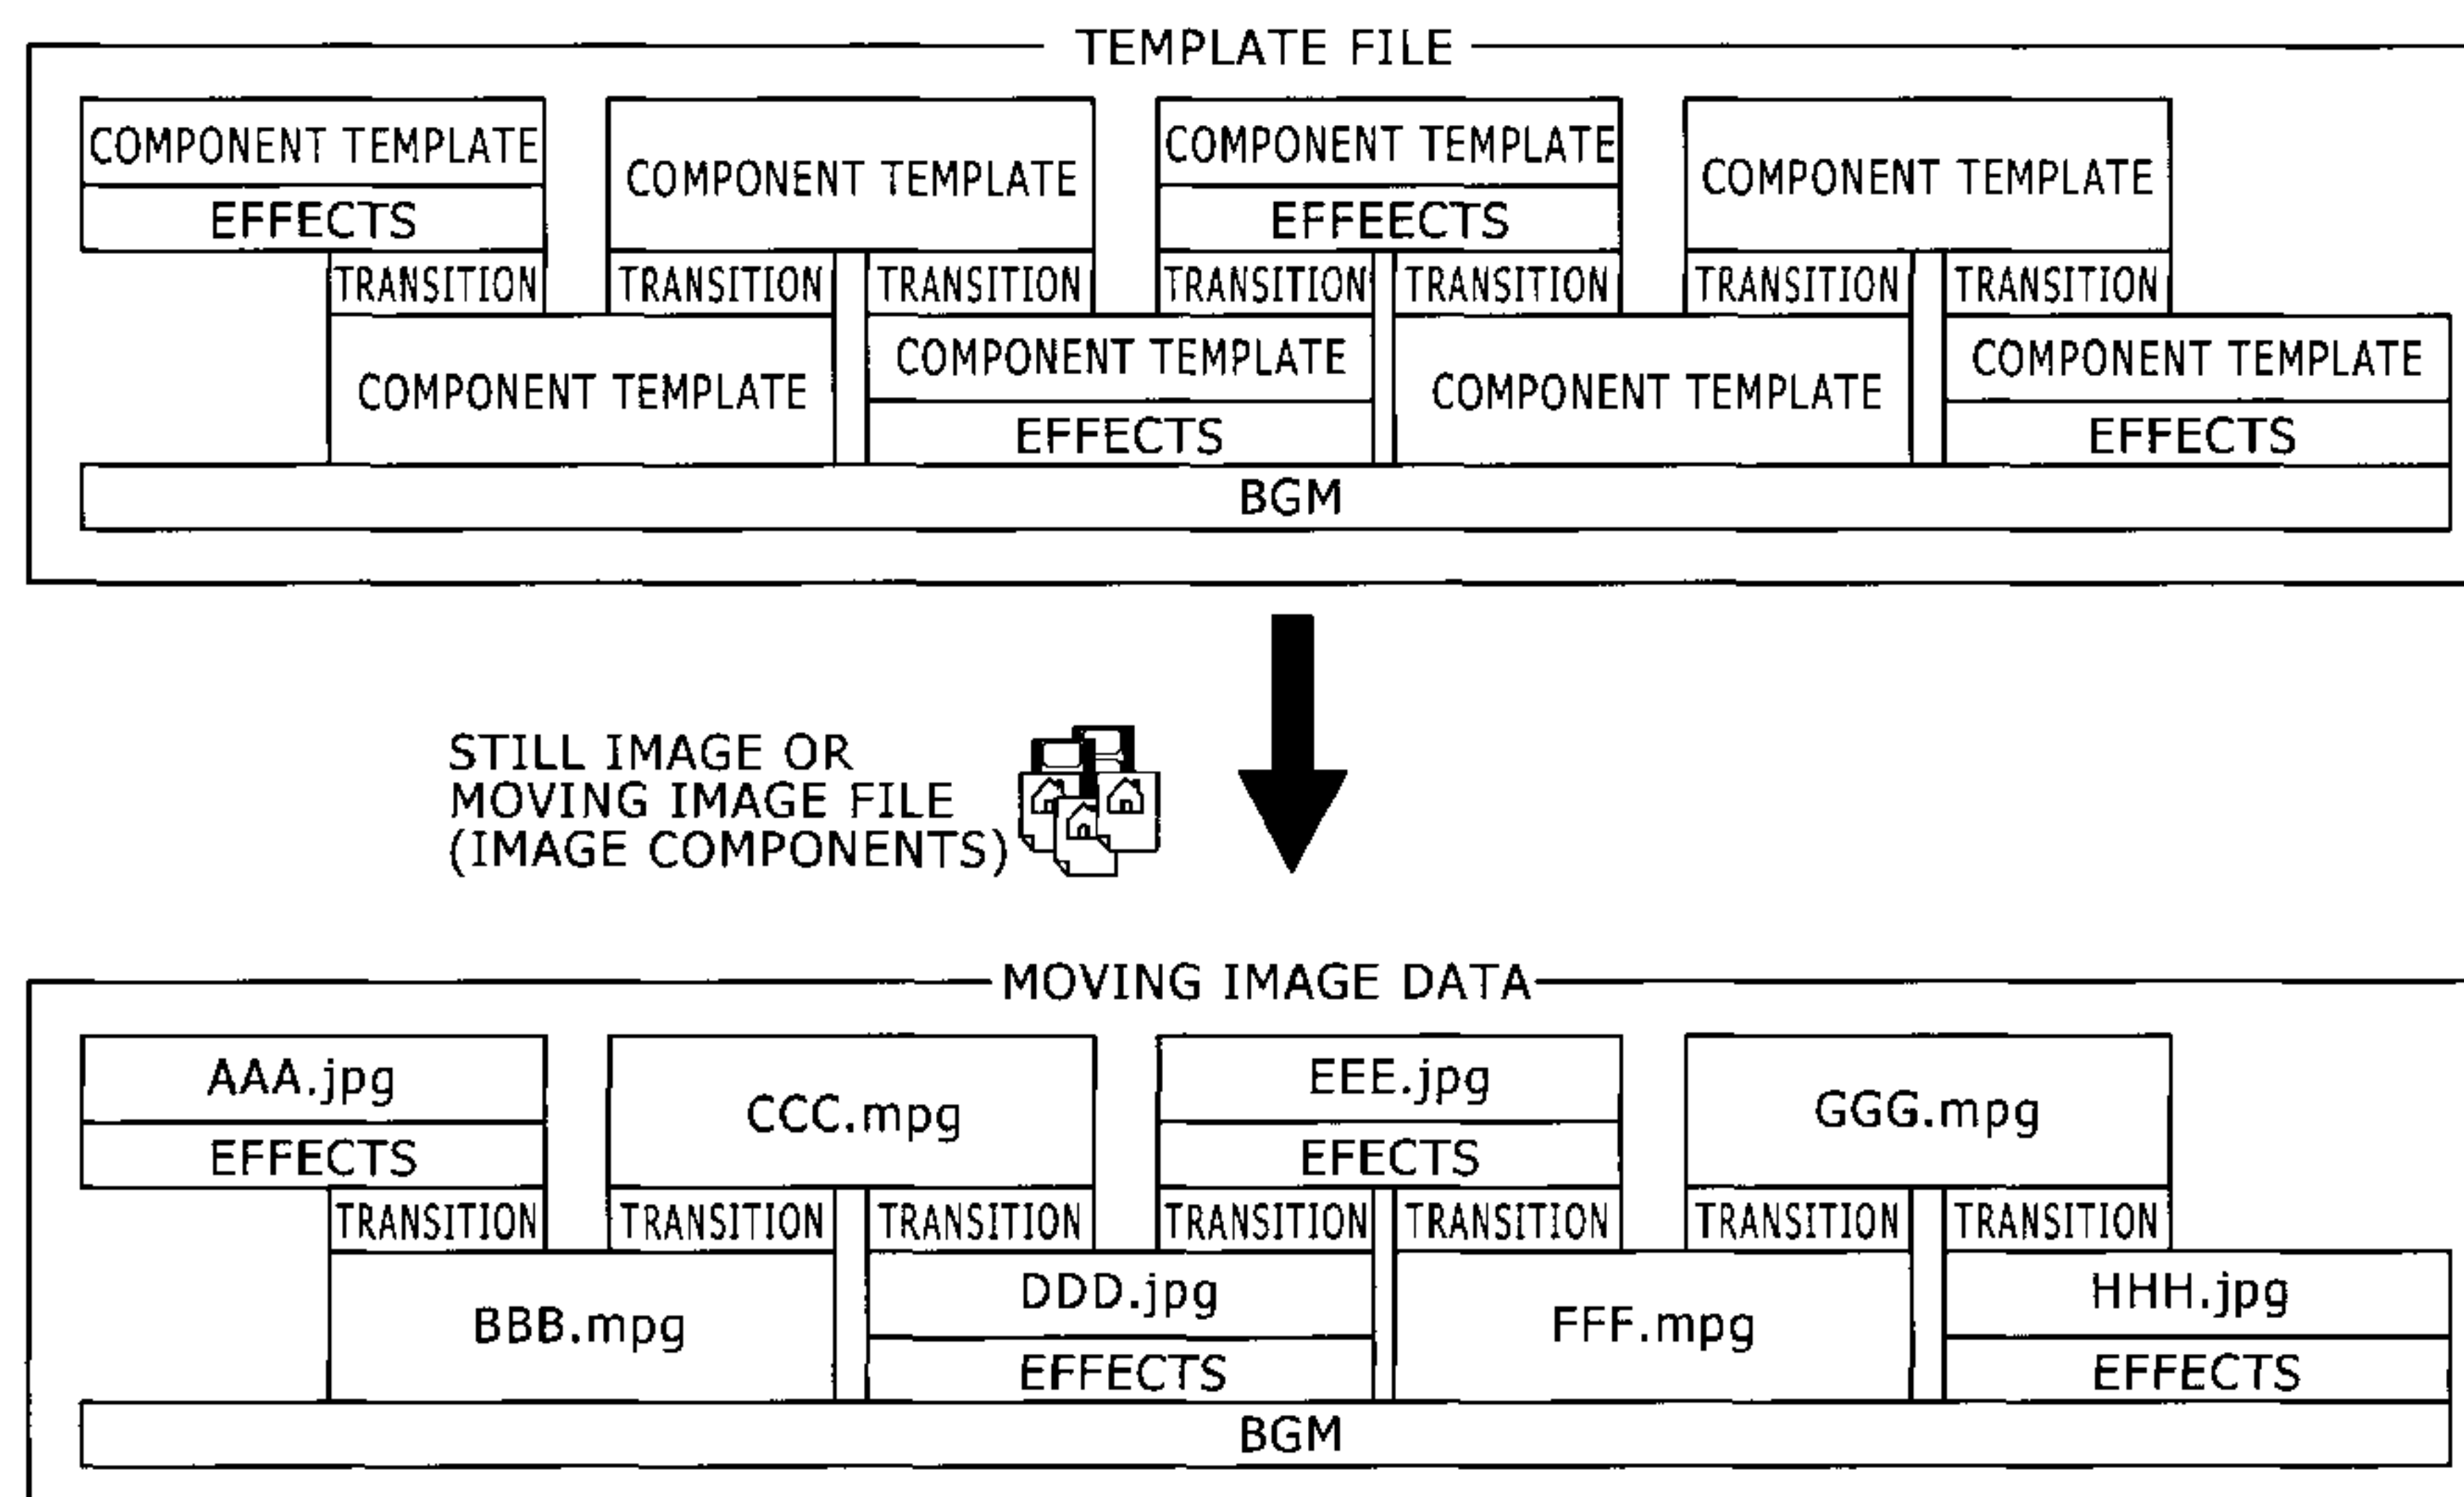 TEMPLATE FILE
COMPONENT TEMPLATE
EFFECTS
COMPONENT TEMPLATE
COMPONENT TEMPLATE
EFFEECTS
COMPONENT TEMPLATE
TRANSITION TRANSITION TRANSITION TRANSITION TRANSITION TRANSITION TRANSITION
COMPONENT TEMPLATE
COMPONENT TEMPLATE
EFFECTS
COMPONENT TEMPLATE
COMPONENT TEMPLATE
EFFECTS
BGM
STILL IMAGE OR
MOVING IMAGE FILE
(IMAGE COMPONENTS)
MOVING IMAGE DATA
AAA.jpg
EFFECTS
CCC.mpg
EEE.jpg
EFECTS
GGG.mpg
TRANSITION TRANSITION TRANSITION TRANSITION TRANSITION TRANSITION TRANSITION
BBB.mpg
DDD.jpg
EFFECTS
FFF.mpg
HHH.jpg
EFFECTS
BGM